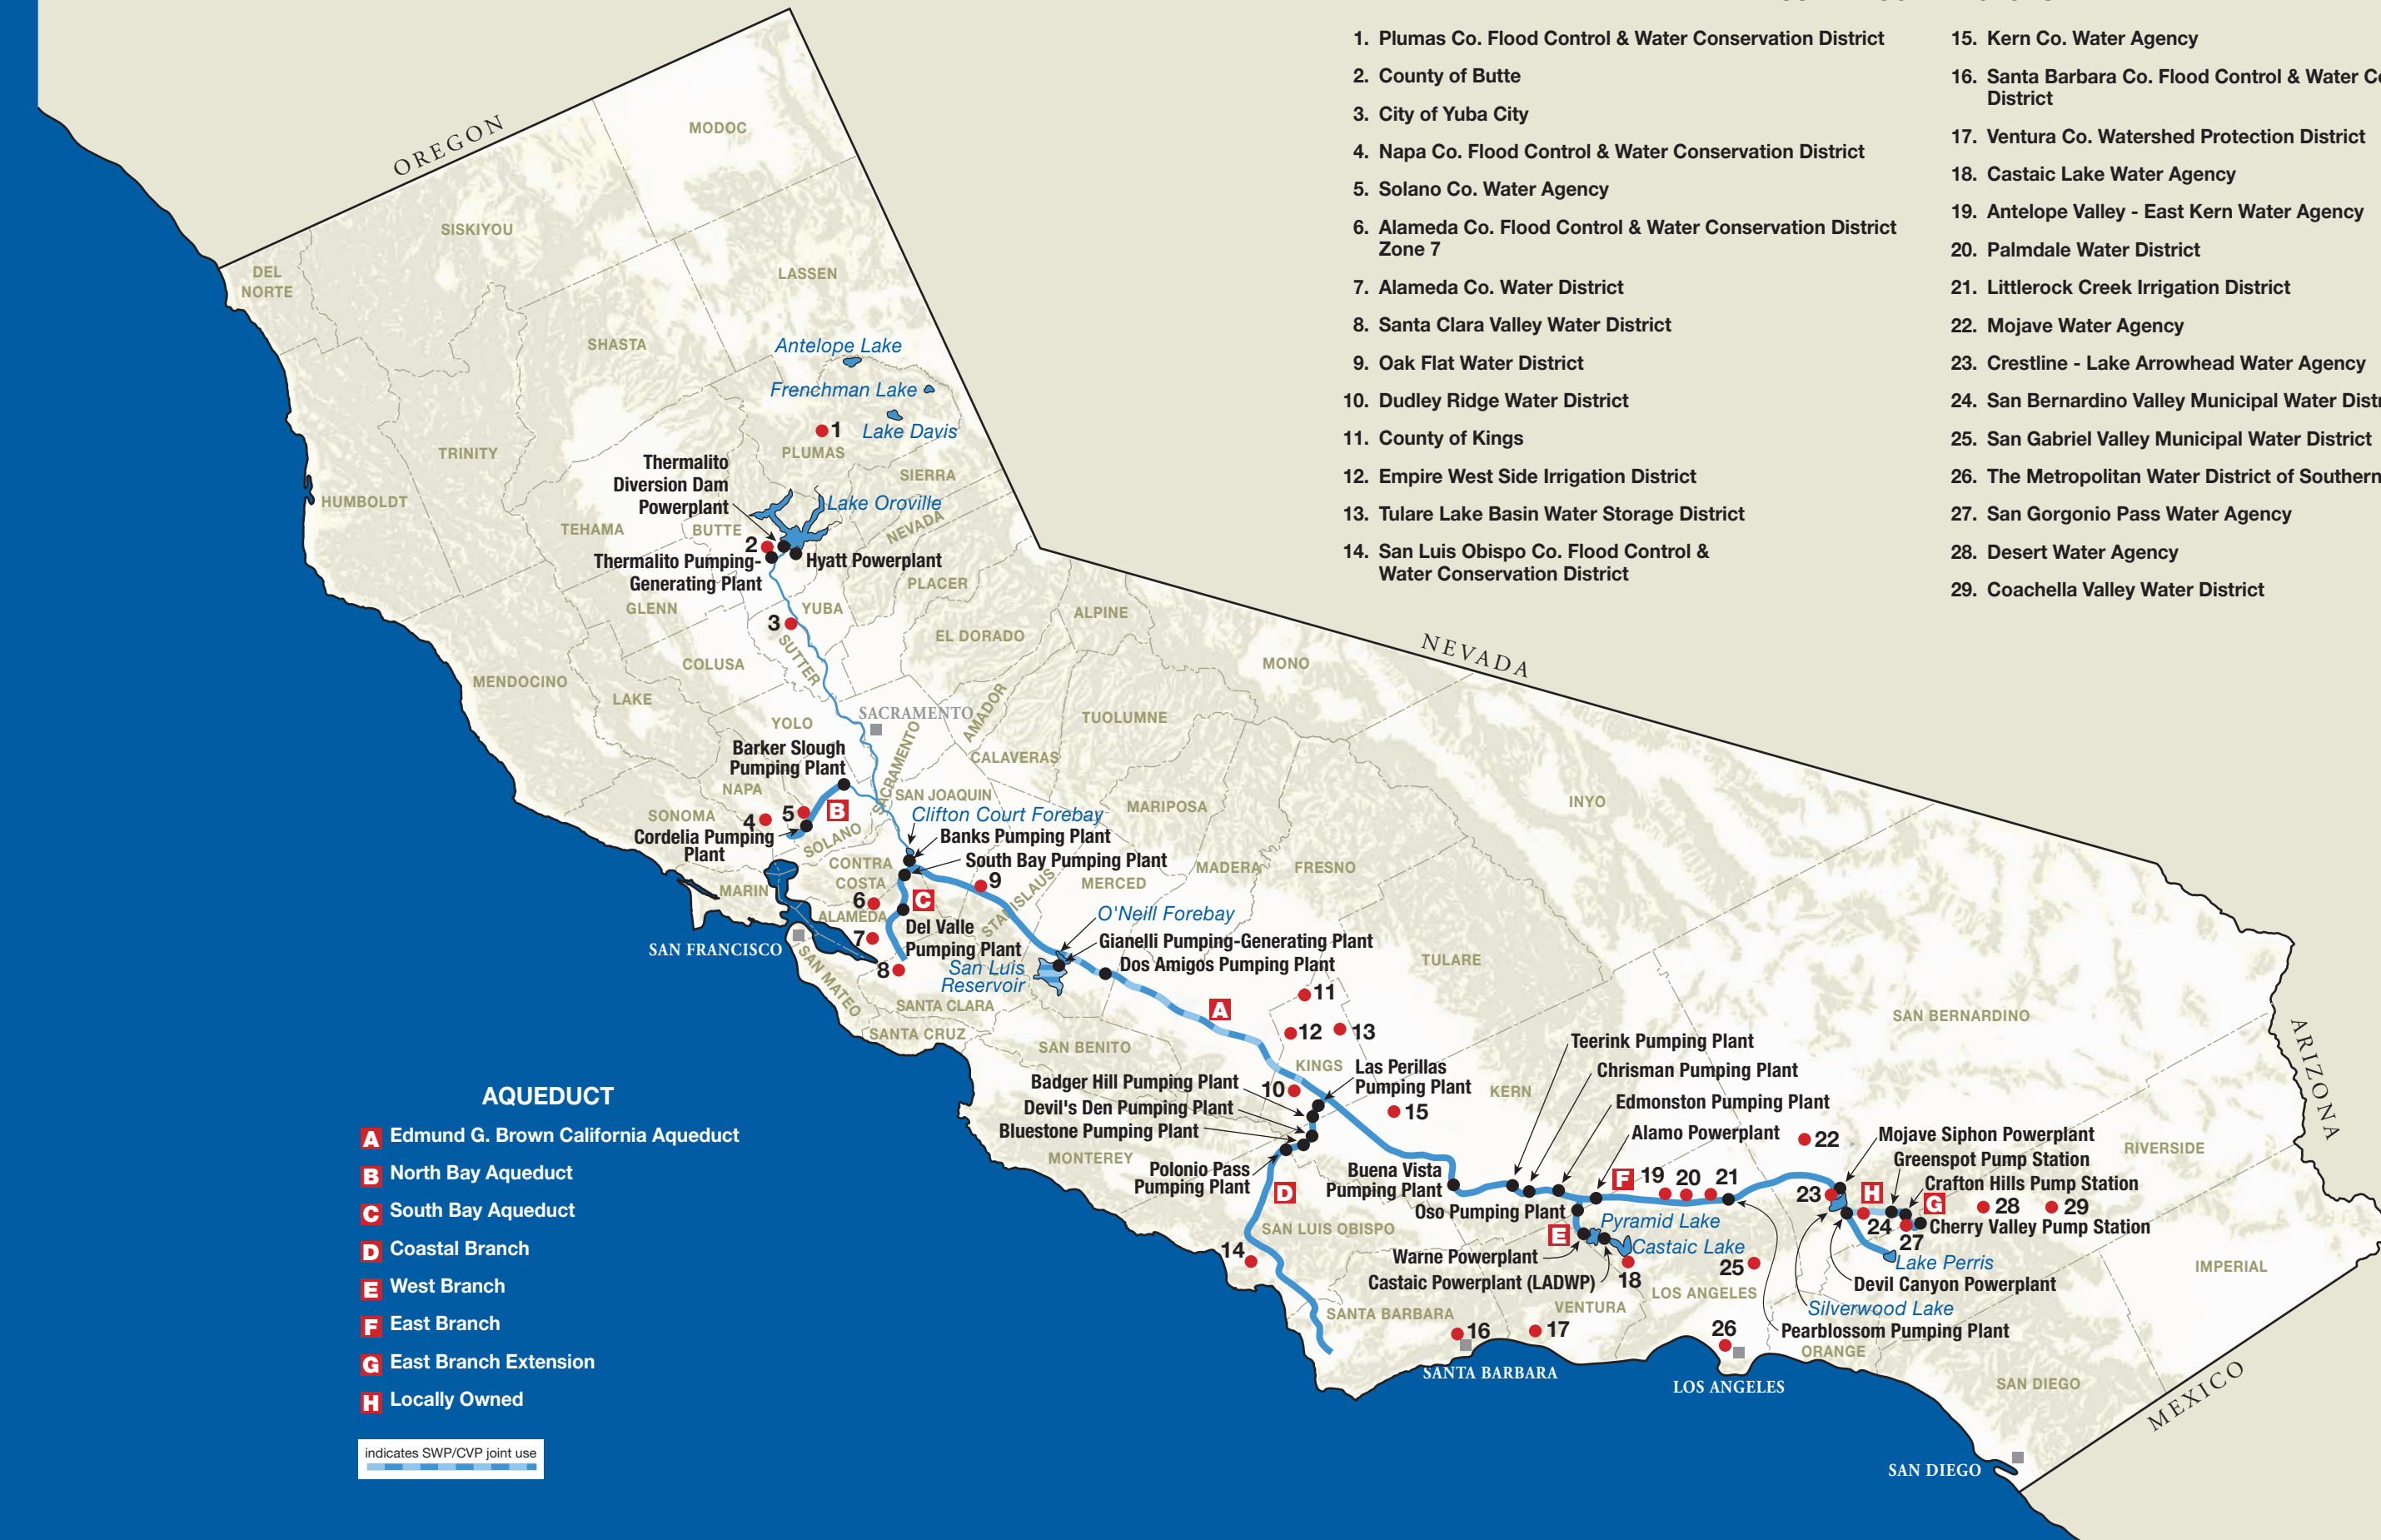 1. Plumas Co. Flood Control & Water Conservation District
2. County of Butte
3. City of Yuba City
4. Napa Co. Flood Control & Water Conservation District
5. Solano Co. Water Agency
6. Alameda Co. Flood Control & Water Conservation District
Zone 7
7. Alameda Co. Water District
8. Santa Clara Valley Water District
9. Oak Flat Water District
10. Dudley Ridge Water District
11. County of Kings
12. Empire West Side Irrigation District
13. Tulare Lake Basin Water Storage District
14. San Luis Obispo Co. Flood Control &
Water Conservation District
15. Kern Co. Water Agency
16. Santa Barbara Co. Flood Control & Water
District
17. Ventura Co. Watershed Protection District
18. Castaic Lake Water Agency
19. Antelope Valley - East Kern Water Agency
20. Palmdale Water District
21. Littlerock Creek Irrigation District
22. Mojave Water Agency
23. Crestline - Lake Arrowhead Water Agency
24. San Bernardino Valley Municipal Water
25. San Gabriel Valley Municipal Water District
26. The Metropolitan Water District of Southern
27. San Gorgonio Pass Water Agency
28. Desert Water Agency
29. Coachella Valley Water District
OREGON
MODOC
SISKIYOU
DEL
NORTE
LASSEN
SHASTA
Antelope Lake
Frenchman Lake
1
Lake Davis
PLUMAS
TRINITY
Thermalito
Diversion Dam
Powerplant
SIERRA
HUMBOLDT
Lake Oroville
TEHAMA
BUTTE
NEVADA
2
Thermalito Pumping-
Generating Plant
Hyatt Powerplant
PLACER
GLENN
YUBA
3
SUTTER
EL DORADO
ALPINE
COLUSA
MENDOCINO
LAKE
MONO
NEVADA
YOLO
SACRAMENTO
SACRAMENTO
AMADOR
TUOLUMNE
Barker Slough
Pumping Plant
CALAVERAS
NAPA
SAN JOAQUIN
SONOMA
4
5
B
MARIPOSA
INYO
Clifton Court Forebay
Cordelia Pumping
Plant
SOLANO
Banks Pumping Plant
South Bay Pumping Plant
CONTRA
COSTA
MARIN
9
STANISLAUS
MERCED
MADERA
FRESNO
6
C
ALAMEDA
7
Del Valle
Pumping Plant
O'Neill Forebay
SAN FRANCISCO
SAN MATEO
8
San Luis
Reservoir
Gianelli Pumping-Generating Plant
Dos Amigos Pumping Plant
TULARE
SANTA CLARA
SANTA CRUZ
A
11
12
13
SAN BENITO
KINGS
SAN BERNARDINO
ARIZONA
Teerink Pumping Plant
Chrisman Pumping Plant
Edmonston Pumping Plant
Alamo Powerplant
Las Perillas
Pumping Plant
KERN
Badger Hill Pumping Plant
10
Devil's Den Pumping Plant
15
Bluestone Pumping Plant
MONTEREY
Polonio Pass
Pumping Plant
D
Buena Vista
Pumping Plant
22
Mojave Siphon Powerplant
Greenspot Pump Station
Crafton Hills Pump Station
RIVERSIDE
F
19
20
21
23
H
G
28
29
24
Cherry Valley Pump Station
27
Oso Pumping Plant
Pyramid Lake
E
Castaic Lake
Warne Powerplant
Castaic Powerplant (LADWP)
18
25
Lake Perris
Devil Canyon Powerplant
SAN LUIS OBISPO
14
IMPERIAL
LOS ANGELES
VENTURA
SANTA BARBARA
Silverwood Lake
16
17
26
Pearblossom Pumping Plant
ORANGE
SANTA BARBARA
LOS ANGELES
SAN DIEGO
MEXICO
SAN DIEGO
AQUEDUCT
A Edmund G. Brown California Aqueduct
B North Bay Aqueduct
C South Bay Aqueduct
D Coastal Branch
E West Branch
F East Branch
G East Branch Extension
H Locally Owned
indicates SWP/CVP joint use